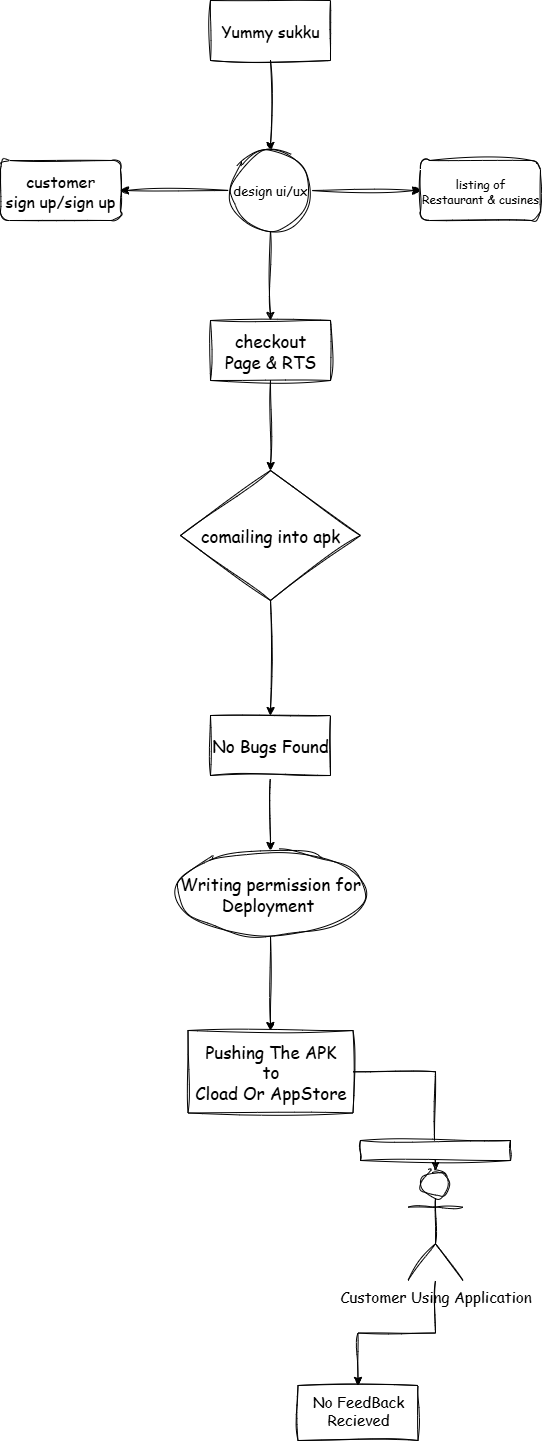 Yummy sukku
customer
sign up/sign up
design ui/ux
listing of
Restaurant & cusines
checkout
Page & RTS
comailing into apk
No Bugs Found
Writing permission for
Deployment
Pushing The APK
to
Cload Or AppStore
Customer Using Application
No FeedBack
Recieved